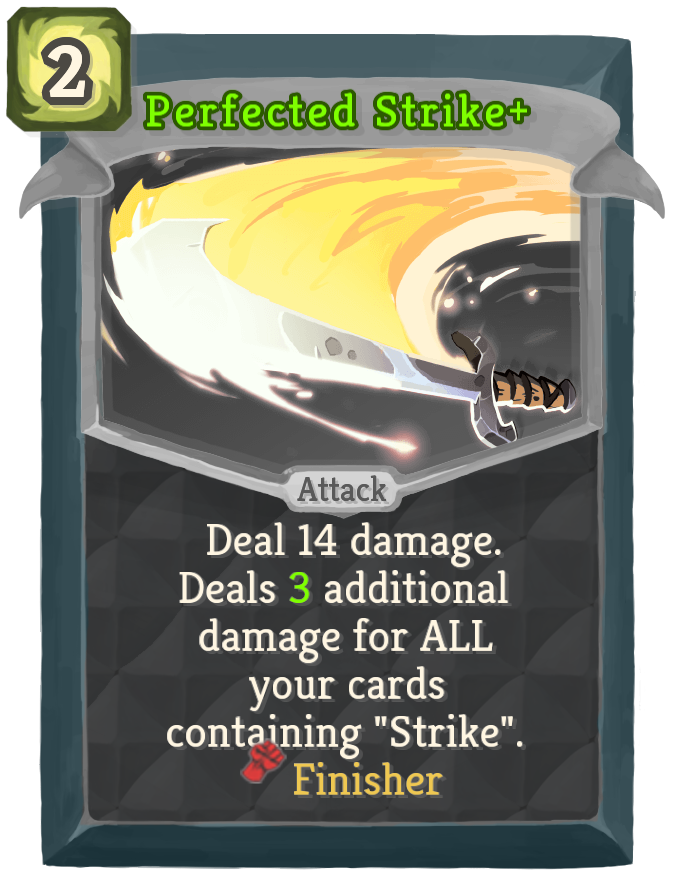 2
Perfected Strike+
Attack
Deal 14 damage.
Deals 3 additional
damage for ALL
your cards
containing "Strike".
Finisher